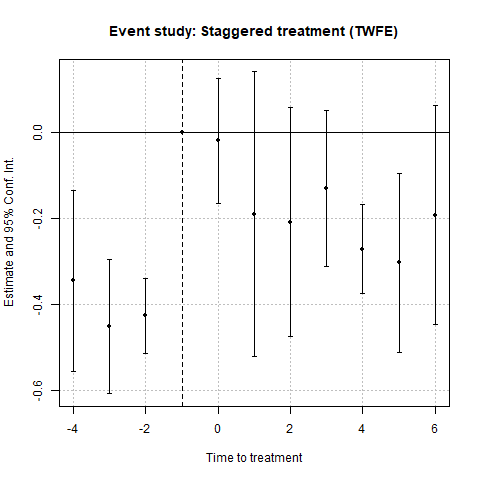 Event study: Staggered treatment (TWFE)
Estimate and 95% Conf. Int.
0.0
-0.2
-0.4
-0.6
-4 -2 0 2 4 6
Time to treatment